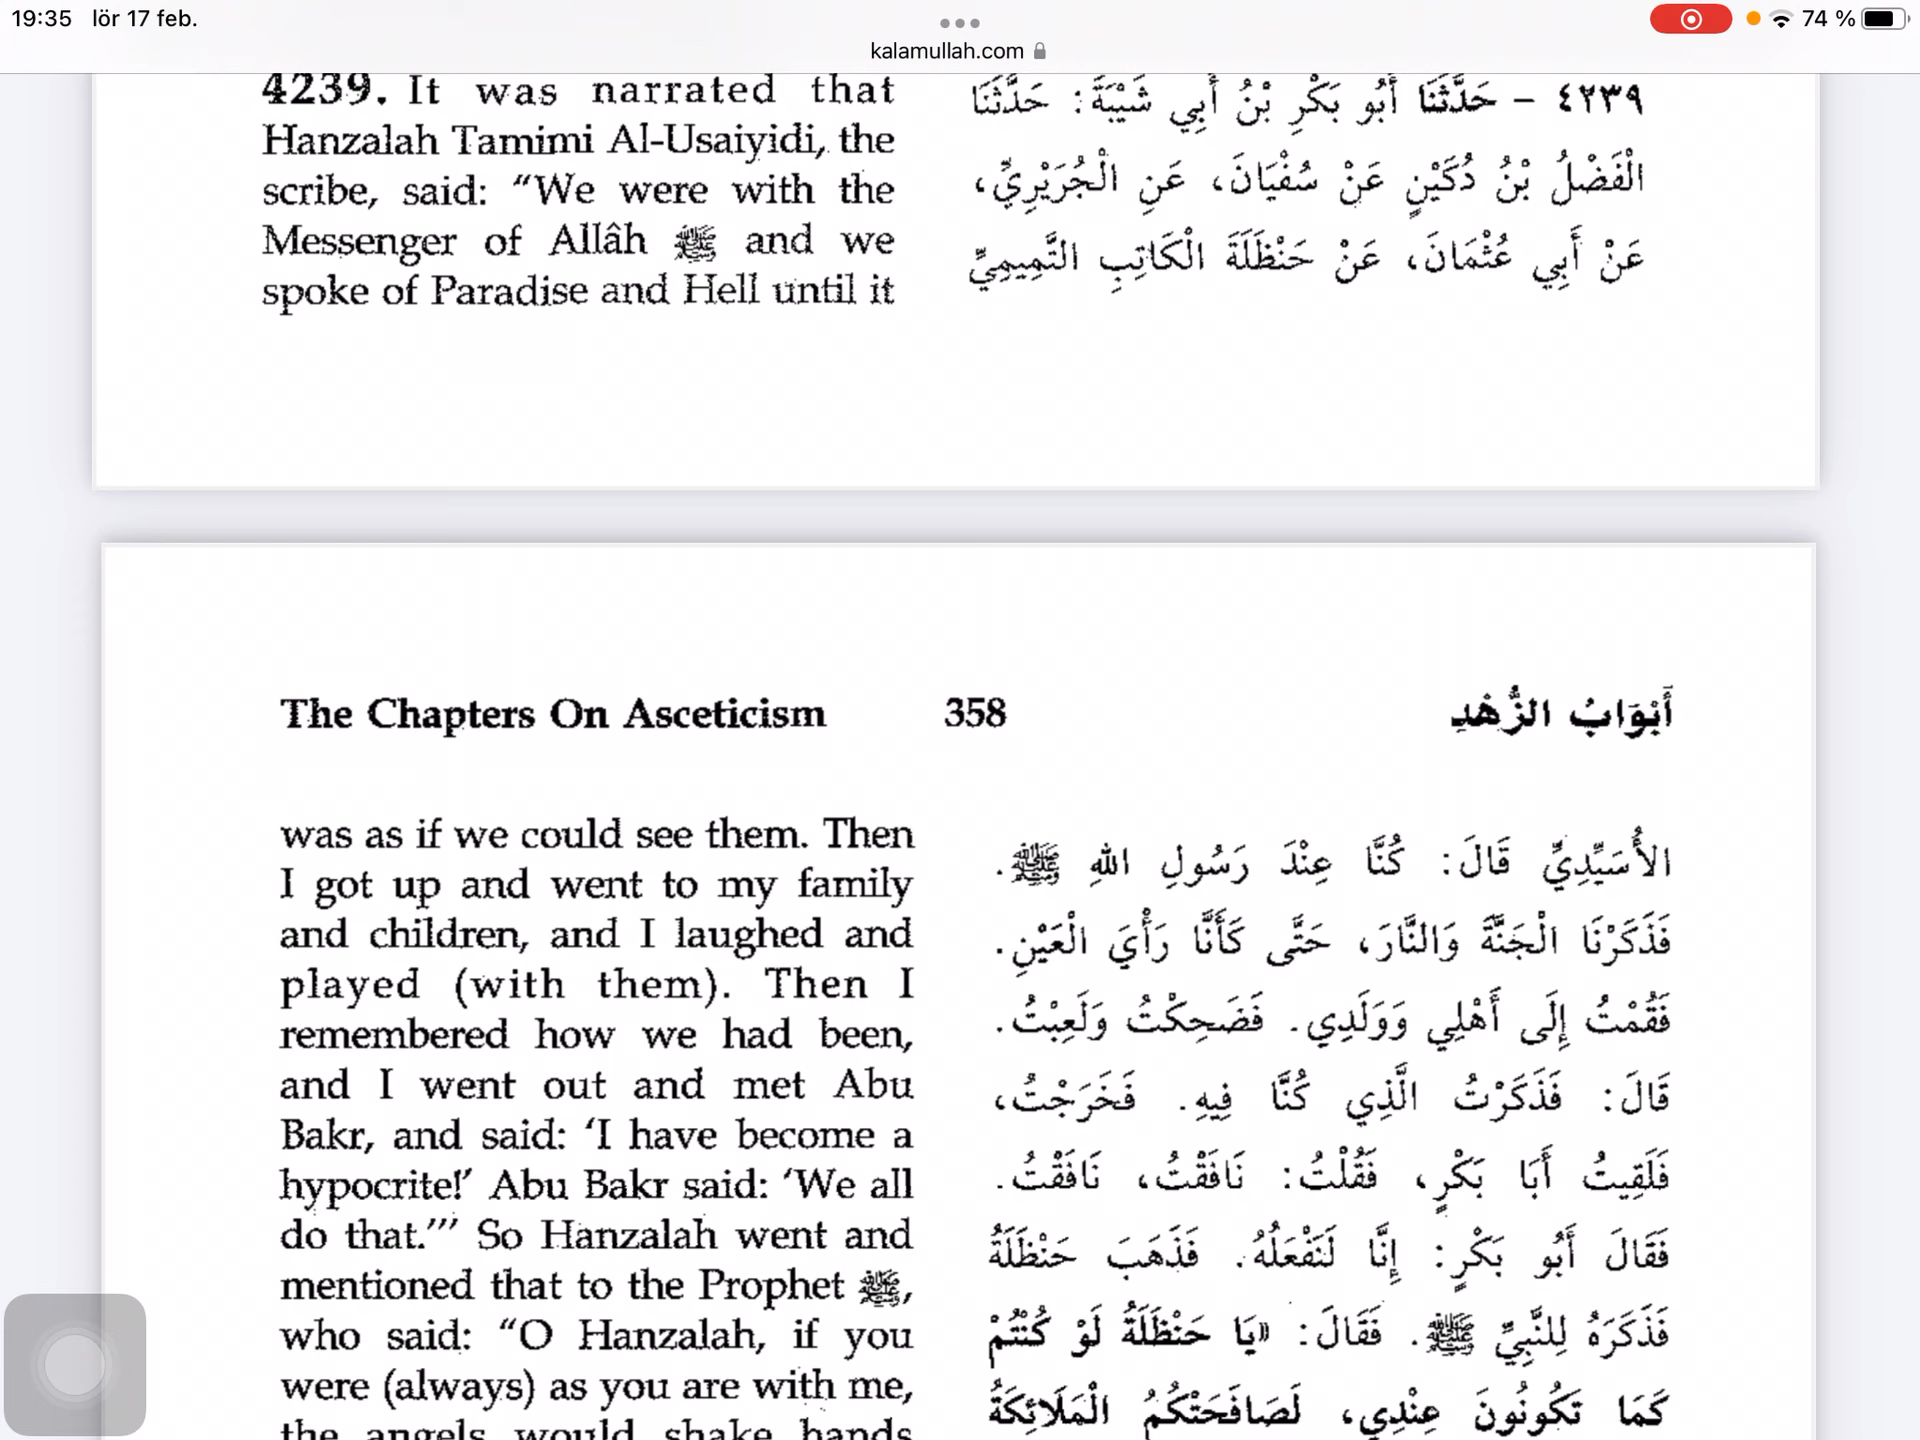 19:35 lör 17 feb.
kalamullah.com
74 %
4239. It was narrated that
Hanzalah Tamimi Al-Usaiyidi, the
scribe, said: “We were with the
Messenger of Allâh ﷺ and we
spoke of Paradise and Hell until it
٤٢٣٩ – حَدَّثَنَا أَبُو بَكْرِ بْنُ أَبِي شَيْبَةَ: حَدَّثَنَا
الْفَضْلُ بْنُ دُكَيْنٍ عَنْ سُفْيَانَ، عَنِ الْجُرَيْرِيِّ،
عَنْ أَبِي عُثْمَانَ، عَنْ حَنْظَلَةَ الْكَاتِبِ التَّمِيمِيِّ
The Chapters On Asceticism 358 أَبْوَابُ الزُّهْدِ
was as if we could see them. Then
I got up and went to my family
and children, and I laughed and
played (with them). Then I
remembered how we had been,
and I went out and met Abu
Bakr, and said: ‘I have become a
hypocrite!’ Abu Bakr said: ‘We all
do that.’” So Hanzalah went and
mentioned that to the Prophet ﷺ,
who said: “O Hanzalah, if you
were (always) as you are with me,
the angels would shake hands
الأُسَيِّدِيِّ قَالَ: كُنَّا عِنْدَ رَسُولِ اللهِ ﷺ.
فَذَكَرْنَا الْجَنَّةَ وَالنَّارَ، حَتَّى كَأَنَّا رَأْيَ الْعَيْنِ.
فَقُمْتُ إِلَى أَهْلِي وَوَلَدِي. فَضَحِكْتُ وَلَعِبْتُ.
قَالَ: فَذَكَرْتُ الَّذِي كُنَّا فِيهِ. فَخَرَجْتُ،
فَلَقِيتُ أَبَا بَكْرٍ، فَقُلْتُ: نَافَقْتُ، نَافَقْتُ.
فَقَالَ أَبُو بَكْرٍ: إِنَّا لَنَفْعَلُهُ. فَذَهَبَ حَنْظَلَةُ
فَذَكَرَهُ لِلنَّبِيِّ ﷺ. فَقَالَ: «يَا حَنْظَلَةُ لَوْ كُنْتُمْ
كَمَا تَكُونُونَ عِنْدِي، لَصَافَحَتْكُمُ الْمَلَائِكَةُ